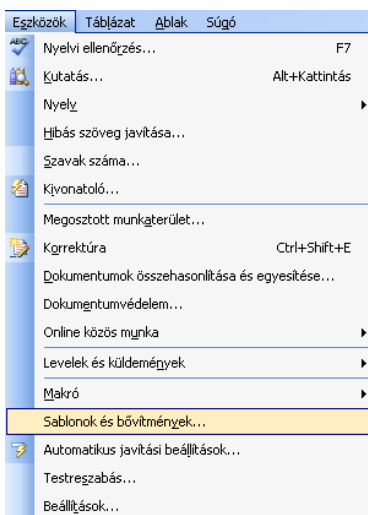 Eszközök Táblázat Ablak Súgó
ABC Nyelvi ellenőrzés... F7
Kutatás... Alt+Kattintás
Nyelv
Hibás szöveg javítása...
Szavak száma...
Kivonatoló...
Megosztott munkaterület...
Korrektúra Ctrl+Shift+E
Dokumentumok összehasonlítása és egyesítése...
Dokumentumvédelem...
Online közös munka
Levelek és küldemények
Makró
Sablonok és bővítmények...
Automatikus javítási beállítások...
Testreszabás...
Beállítások...